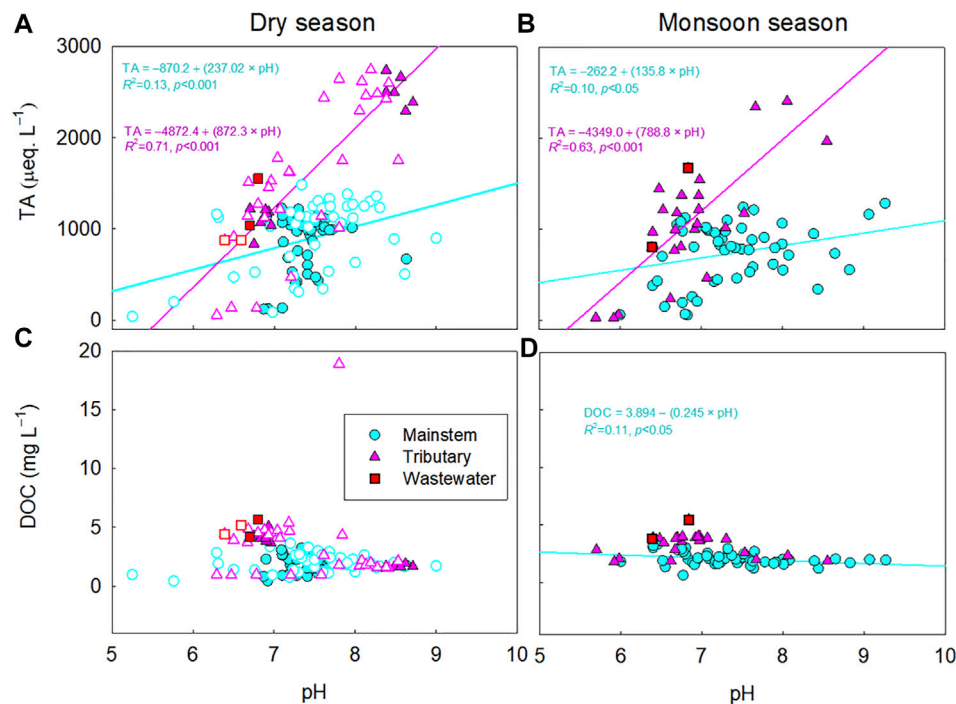 A Dry season
B Monsoon season
3000
2000
1000
0
TA (μeq. L⁻¹)
TA = −870.2 + (237.02 × pH)
R²=0.13, p<0.001
TA = −4872.4 + (872.3 × pH)
R²=0.71, p<0.001
TA = −262.2 + (135.8 × pH)
R²=0.10, p<0.05
TA = −4349.0 + (788.8 × pH)
R²=0.63, p<0.001
C
D
20
15
10
5
0
DOC (mg L⁻¹)
Mainstem
Tributary
Wastewater
DOC = 3.894 − (0.245 × pH)
R²=0.11, p<0.05
5 6 7 8 9 10
5 6 7 8 9 10
pH
pH